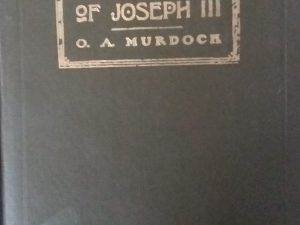 OF JOSEPH III
O. A. MURDOCK